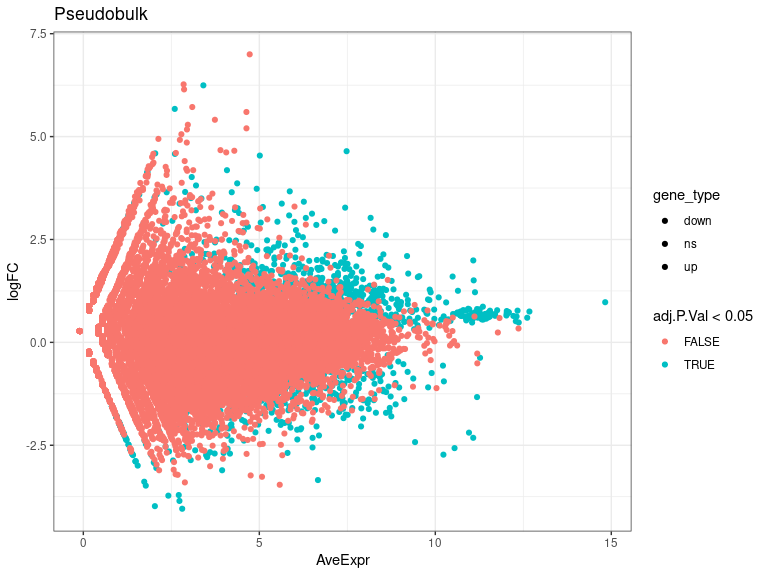 Pseudobulk
7.5
5.0
2.5
0.0
-2.5
logFC
0
5
10
15
AveExpr
gene_type
down
ns
up
adj.P.Val < 0.05
FALSE
TRUE